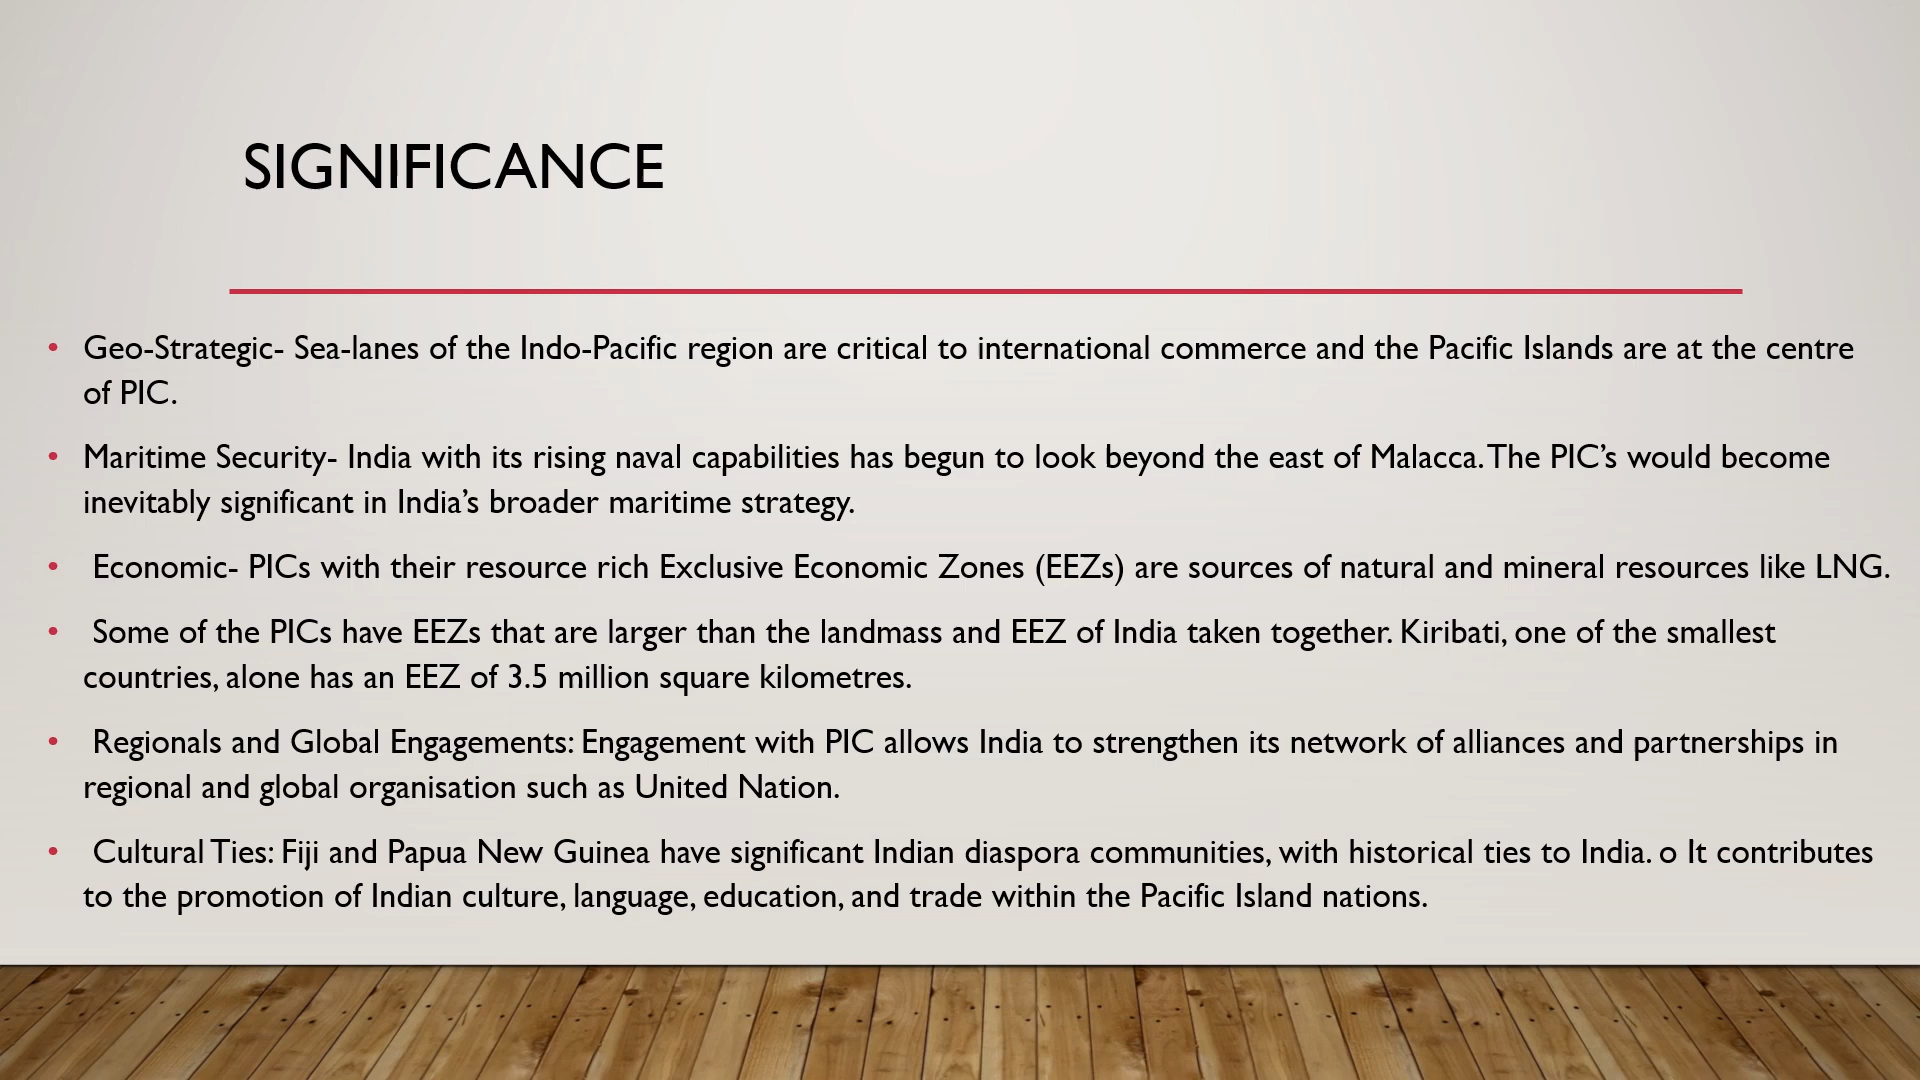 SIGNIFICANCE
• Geo-Strategic- Sea-lanes of the Indo-Pacific region are critical to international commerce and the Pacific Islands are at the centre
of PIC.
• Maritime Security- India with its rising naval capabilities has begun to look beyond the east of Malacca. The PIC’s would become
inevitably significant in India’s broader maritime strategy.
• Economic- PICs with their resource rich Exclusive Economic Zones (EEZs) are sources of natural and mineral resources like LNG.
• Some of the PICs have EEZs that are larger than the landmass and EEZ of India taken together. Kiribati, one of the smallest
countries, alone has an EEZ of 3.5 million square kilometres.
• Regionals and Global Engagements: Engagement with PIC allows India to strengthen its network of alliances and partnerships in
regional and global organisation such as United Nation.
• Cultural Ties: Fiji and Papua New Guinea have significant Indian diaspora communities, with historical ties to India. o It contributes
to the promotion of Indian culture, language, education, and trade within the Pacific Island nations.